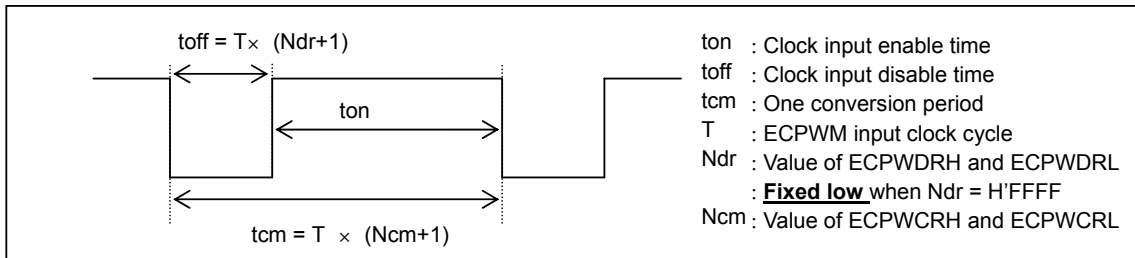 toff = T× (Ndr+1)
ton
tcm = T × (Ncm+1)
ton : Clock input enable time
toff : Clock input disable time
tcm : One conversion period
T : ECPWM input clock cycle
Ndr : Value of ECPWDRH and ECPWDRL
: Fixed low when Ndr = H'FFFF
Ncm : Value of ECPWCRH and ECPWCRL